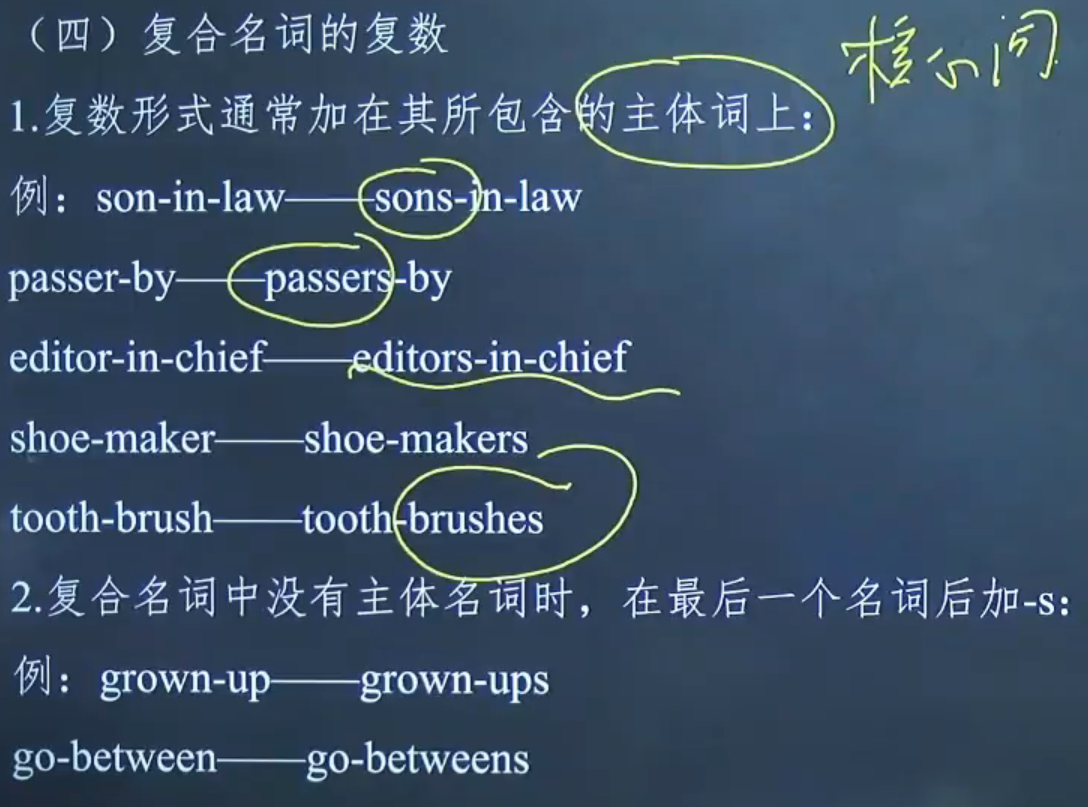 （四）复合名词的复数
核心词
1.复数形式通常加在其所包含的主体词上：
例：son-in-law——sons-in-law
passer-by——passers-by
editor-in-chief——editors-in-chief
shoe-maker——shoe-makers
tooth-brush——tooth-brushes
2.复合名词中没有主体名词时，在最后一个名词后加-s：
例：grown-up——grown-ups
go-between——go-betweens